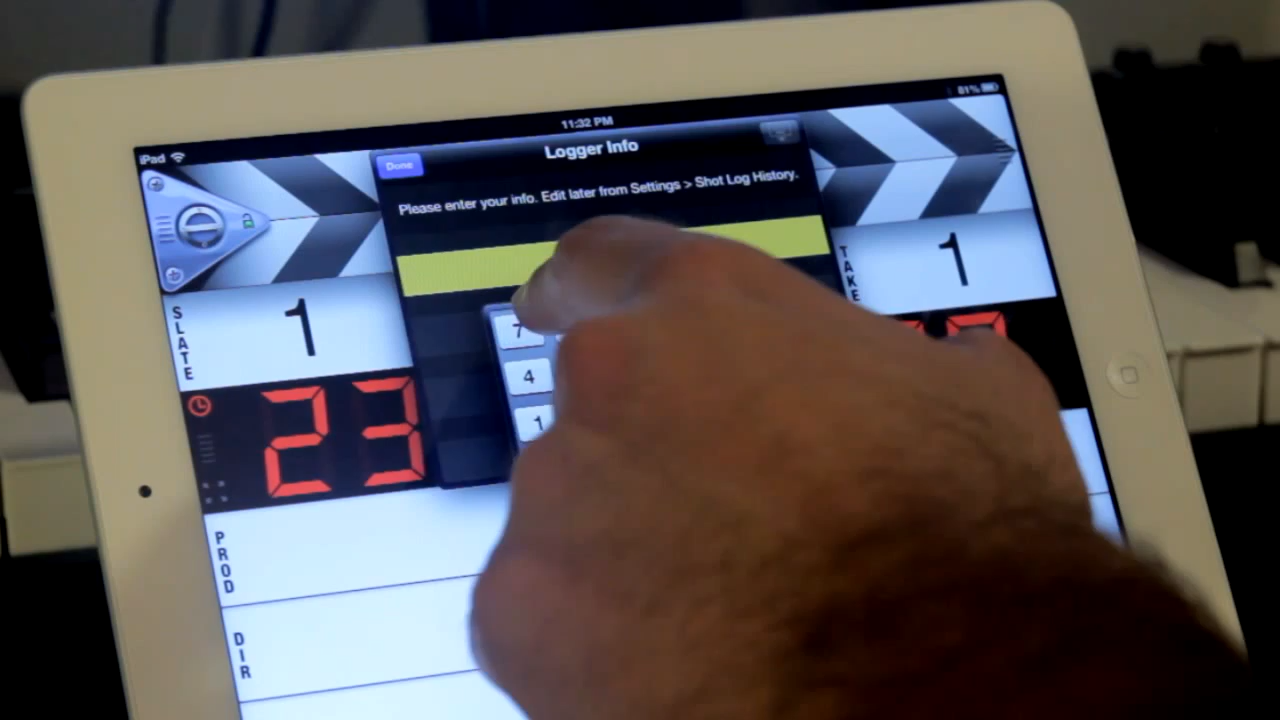 iPad 11:32 PM 81%
Done Logger Info
Please enter your info. Edit later from Settings > Shot Log History.
SLATE 1
TAKE 1
23
7
4
1
PROD
DIR